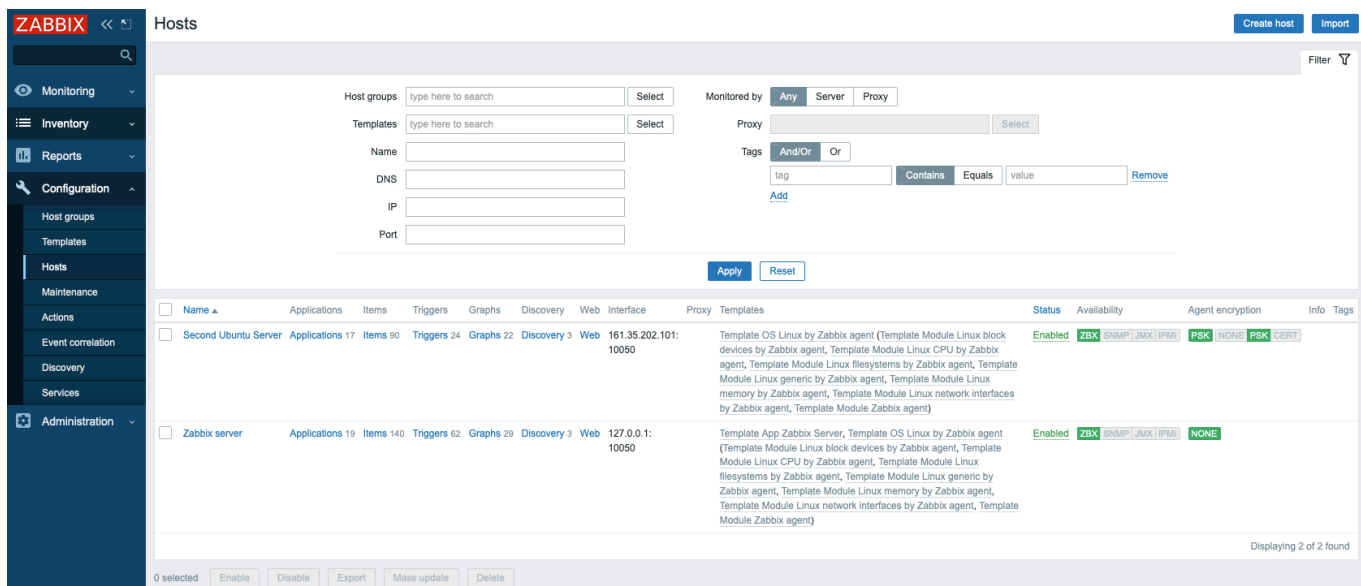 ZABBIX
Hosts
Create host
Import
Filter
Monitoring
Inventory
Reports
Configuration
Host groups
Templates
Hosts
Maintenance
Actions
Event correlation
Discovery
Services
Administration
Host groups type here to search Select
Templates type here to search Select
Name
DNS
IP
Port
Monitored by Any Server Proxy
Proxy Select
Tags And/Or Or
tag Contains Equals value Remove
Add
Apply Reset
Name Applications Items Triggers Graphs Discovery Web Interface Proxy Templates Status Availability Agent encryption Info Tags
Second Ubuntu Server Applications 17 Items 90 Triggers 24 Graphs 22 Discovery 3 Web 161.35.202.101:
10050
Template OS Linux by Zabbix agent (Template Module Linux block
devices by Zabbix agent, Template Module Linux CPU by Zabbix
agent, Template Module Linux filesystems by Zabbix agent, Template
Module Linux generic by Zabbix agent, Template Module Linux
memory by Zabbix agent, Template Module Linux network interfaces
by Zabbix agent, Template Module Zabbix agent)
Enabled ZBX SNMP JMX IPMI PSK NONE PSK CERT
Zabbix server Applications 19 Items 140 Triggers 62 Graphs 29 Discovery 3 Web 127.0.0.1:
10050
Template App Zabbix Server, Template OS Linux by Zabbix agent
(Template Module Linux block devices by Zabbix agent, Template
Module Linux CPU by Zabbix agent, Template Module Linux
filesystems by Zabbix agent, Template Module Linux generic by
Zabbix agent, Template Module Linux memory by Zabbix agent,
Template Module Linux network interfaces by Zabbix agent, Template
Module Zabbix agent)
Enabled ZBX SNMP JMX IPMI NONE
Displaying 2 of 2 found
0 selected Enable Disable Export Mass update Delete